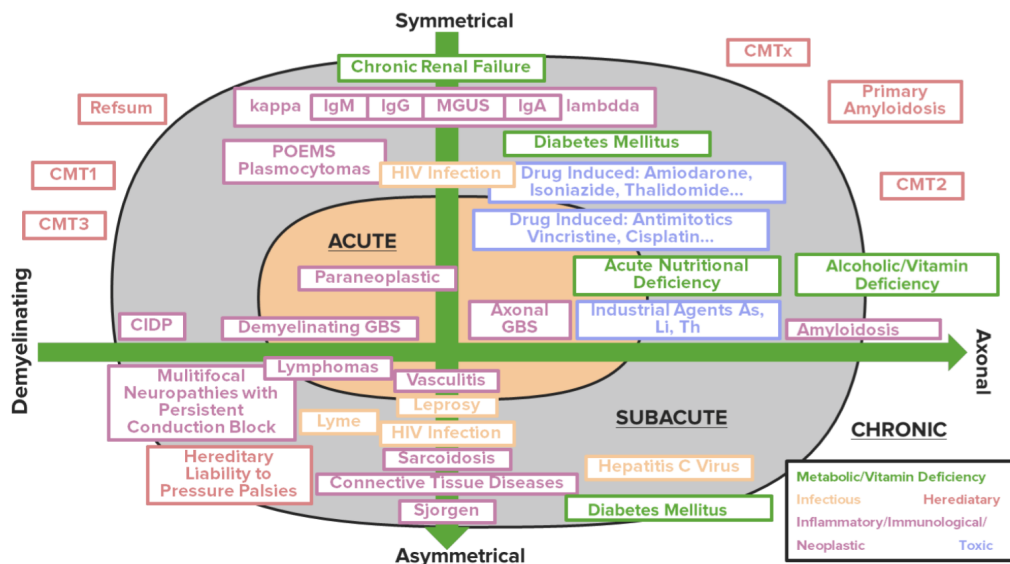 Symmetrical
CMTx
Chronic Renal Failure
Primary
Amyloidosis
Refsum
kappa IgM IgG MGUS IgA lambdda
Diabetes Mellitus
POEMS
Plasmocytomas
HIV Infection
Drug Induced: Amiodarone,
Isoniazide, Thalidomide...
CMT1
CMT2
CMT3
Drug Induced: Antimitotics
Vincristine, Cisplatin...
ACUTE
Paraneoplastic
Acute Nutritional
Deficiency
Alcoholic/Vitamin
Deficiency
CIDP
Demyelinating GBS
Axonal
GBS
Industrial Agents As,
Li, Th
Amyloidosis
Demyelinating
Axonal
Lymphomas
Vasculitis
Mulitifocal
Neuropathies with
Persistent
Conduction Block
Leprosy
Lyme
HIV Infection
SUBACUTE
CHRONIC
Hereditary
Liability to
Pressure Palsies
Sarcoidosis
Hepatitis C Virus
Connective Tissue Diseases
Sjorgen
Diabetes Mellitus
Asymmetrical
Metabolic/Vitamin Deficiency
Infectious Hereditary
Inflammatory/Immunological/
Neoplastic Toxic